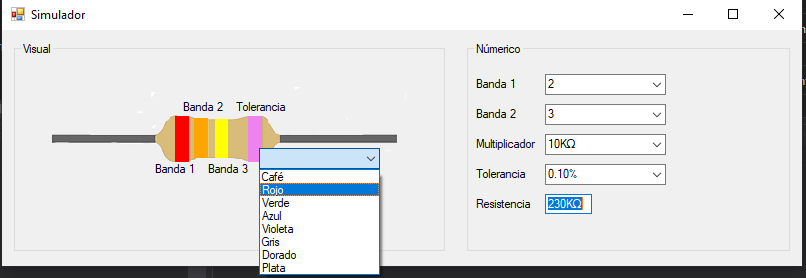 Simulador
Visual
Banda 2 Tolerancia
Banda 1 Banda 3
Café
Rojo
Verde
Azul
Violeta
Gris
Dorado
Plata
Númerico
Banda 1 2
Banda 2 3
Multiplicador 10KΩ
Tolerancia 0.10%
Resistencia 230KΩ